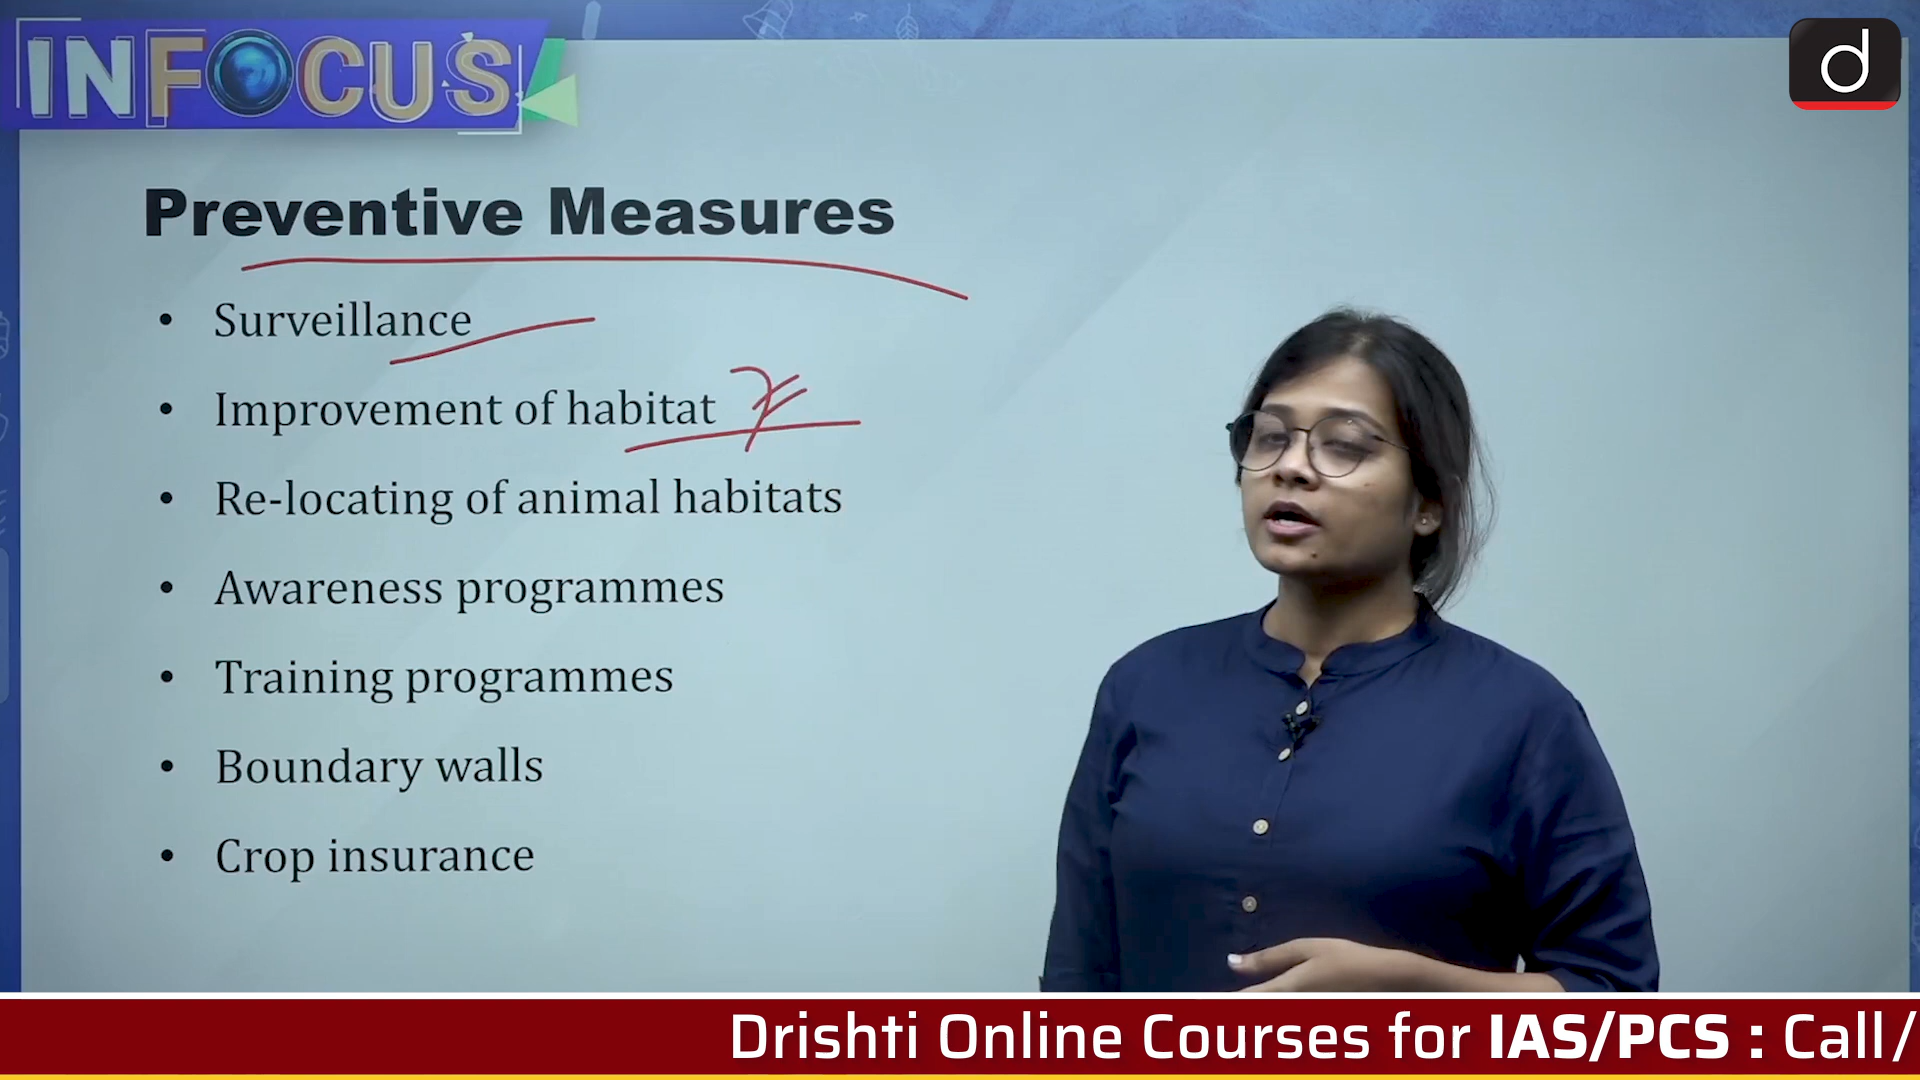 INFOCUS
d
Preventive Measures
• Surveillance
• Improvement of habitat
• Re-locating of animal habitats
• Awareness programmes
• Training programmes
• Boundary walls
• Crop insurance
Drishti Online Courses for IAS/PCS : Call/